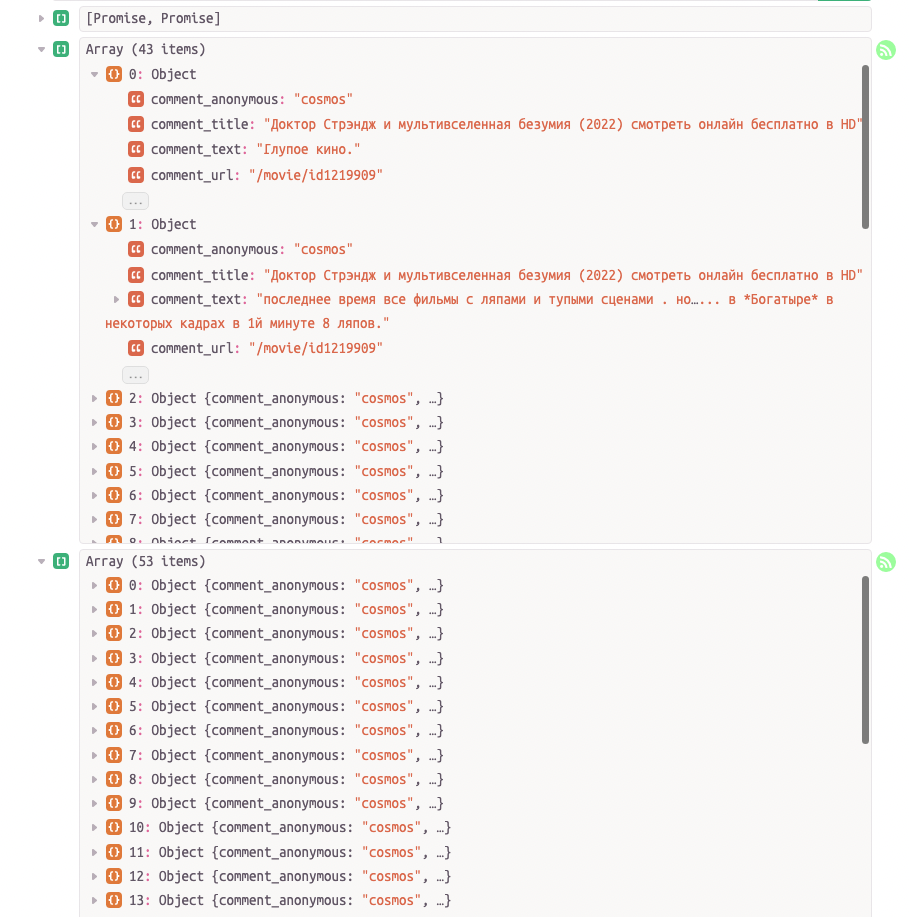 [Promise, Promise]
Array (43 items)
0: Object
comment_anonymous: "cosmos"
comment_title: "Доктор Стрэндж и мультивселенная безумия (2022) смотреть онлайн бесплатно в HD"
comment_text: "Глупое кино."
comment_url: "/movie/id1219909"
...
1: Object
comment_anonymous: "cosmos"
comment_title: "Доктор Стрэндж и мультивселенная безумия (2022) смотреть онлайн бесплатно в HD"
comment_text: "последнее время все фильмы с ляпами и тупыми сценами . но…... в *Богатыре* в
некоторых кадрах в 1й минуте 8 ляпов."
comment_url: "/movie/id1219909"
...
2: Object {comment_anonymous: "cosmos", …}
3: Object {comment_anonymous: "cosmos", …}
4: Object {comment_anonymous: "cosmos", …}
5: Object {comment_anonymous: "cosmos", …}
6: Object {comment_anonymous: "cosmos", …}
7: Object {comment_anonymous: "cosmos", …}
8: Object {comment_anonymous: "cosmos", …}
Array (53 items)
0: Object {comment_anonymous: "cosmos", …}
1: Object {comment_anonymous: "cosmos", …}
2: Object {comment_anonymous: "cosmos", …}
3: Object {comment_anonymous: "cosmos", …}
4: Object {comment_anonymous: "cosmos", …}
5: Object {comment_anonymous: "cosmos", …}
6: Object {comment_anonymous: "cosmos", …}
7: Object {comment_anonymous: "cosmos", …}
8: Object {comment_anonymous: "cosmos", …}
9: Object {comment_anonymous: "cosmos", …}
10: Object {comment_anonymous: "cosmos", …}
11: Object {comment_anonymous: "cosmos", …}
12: Object {comment_anonymous: "cosmos", …}
13: Object {comment_anonymous: "cosmos", …}